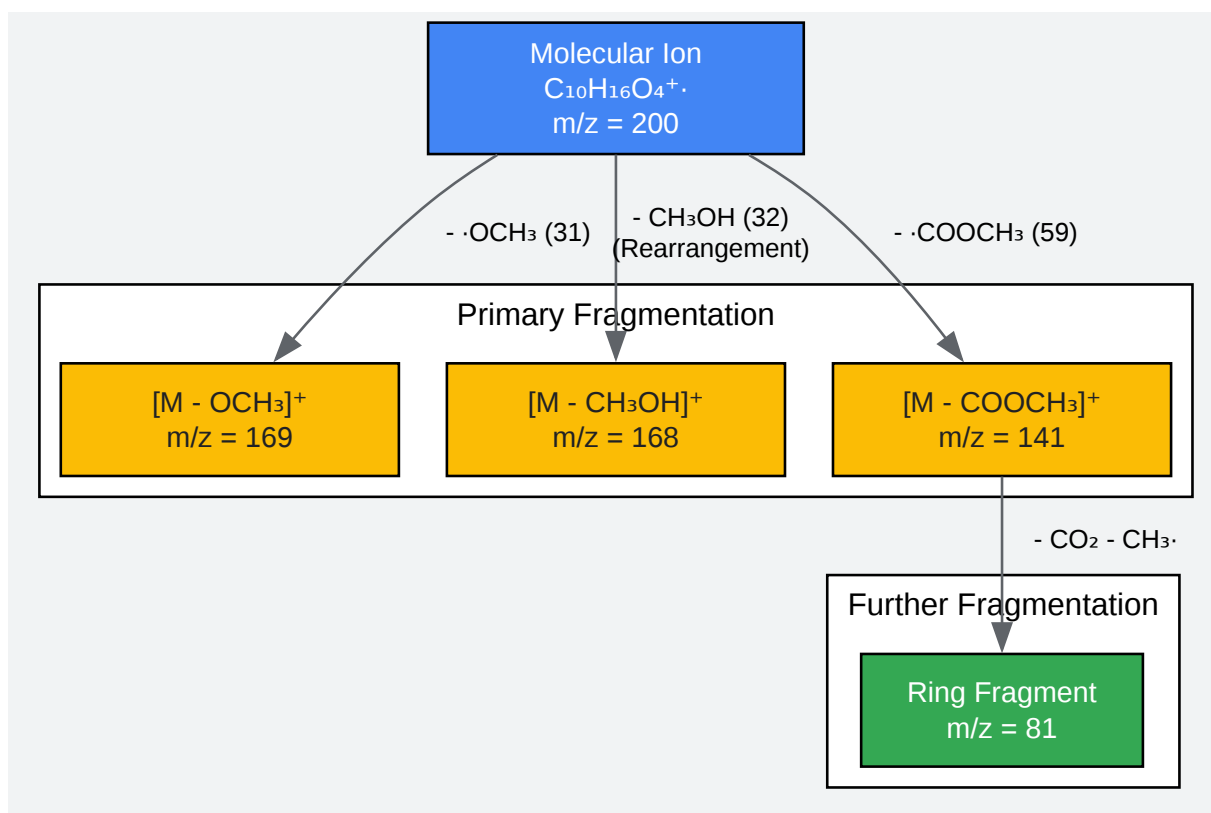 Molecular Ion
C₁₀H₁₆O₄⁺·
m/z = 200
- ·OCH₃ (31)
- CH₃OH (32)
(Rearrangement)
- ·COOCH₃ (59)
Primary Fragmentation
[M - OCH₃]⁺
m/z = 169
[M - CH₃OH]⁺
m/z = 168
[M - COOCH₃]⁺
m/z = 141
- CO₂ - CH₃·
Further Fragmentation
Ring Fragment
m/z = 81